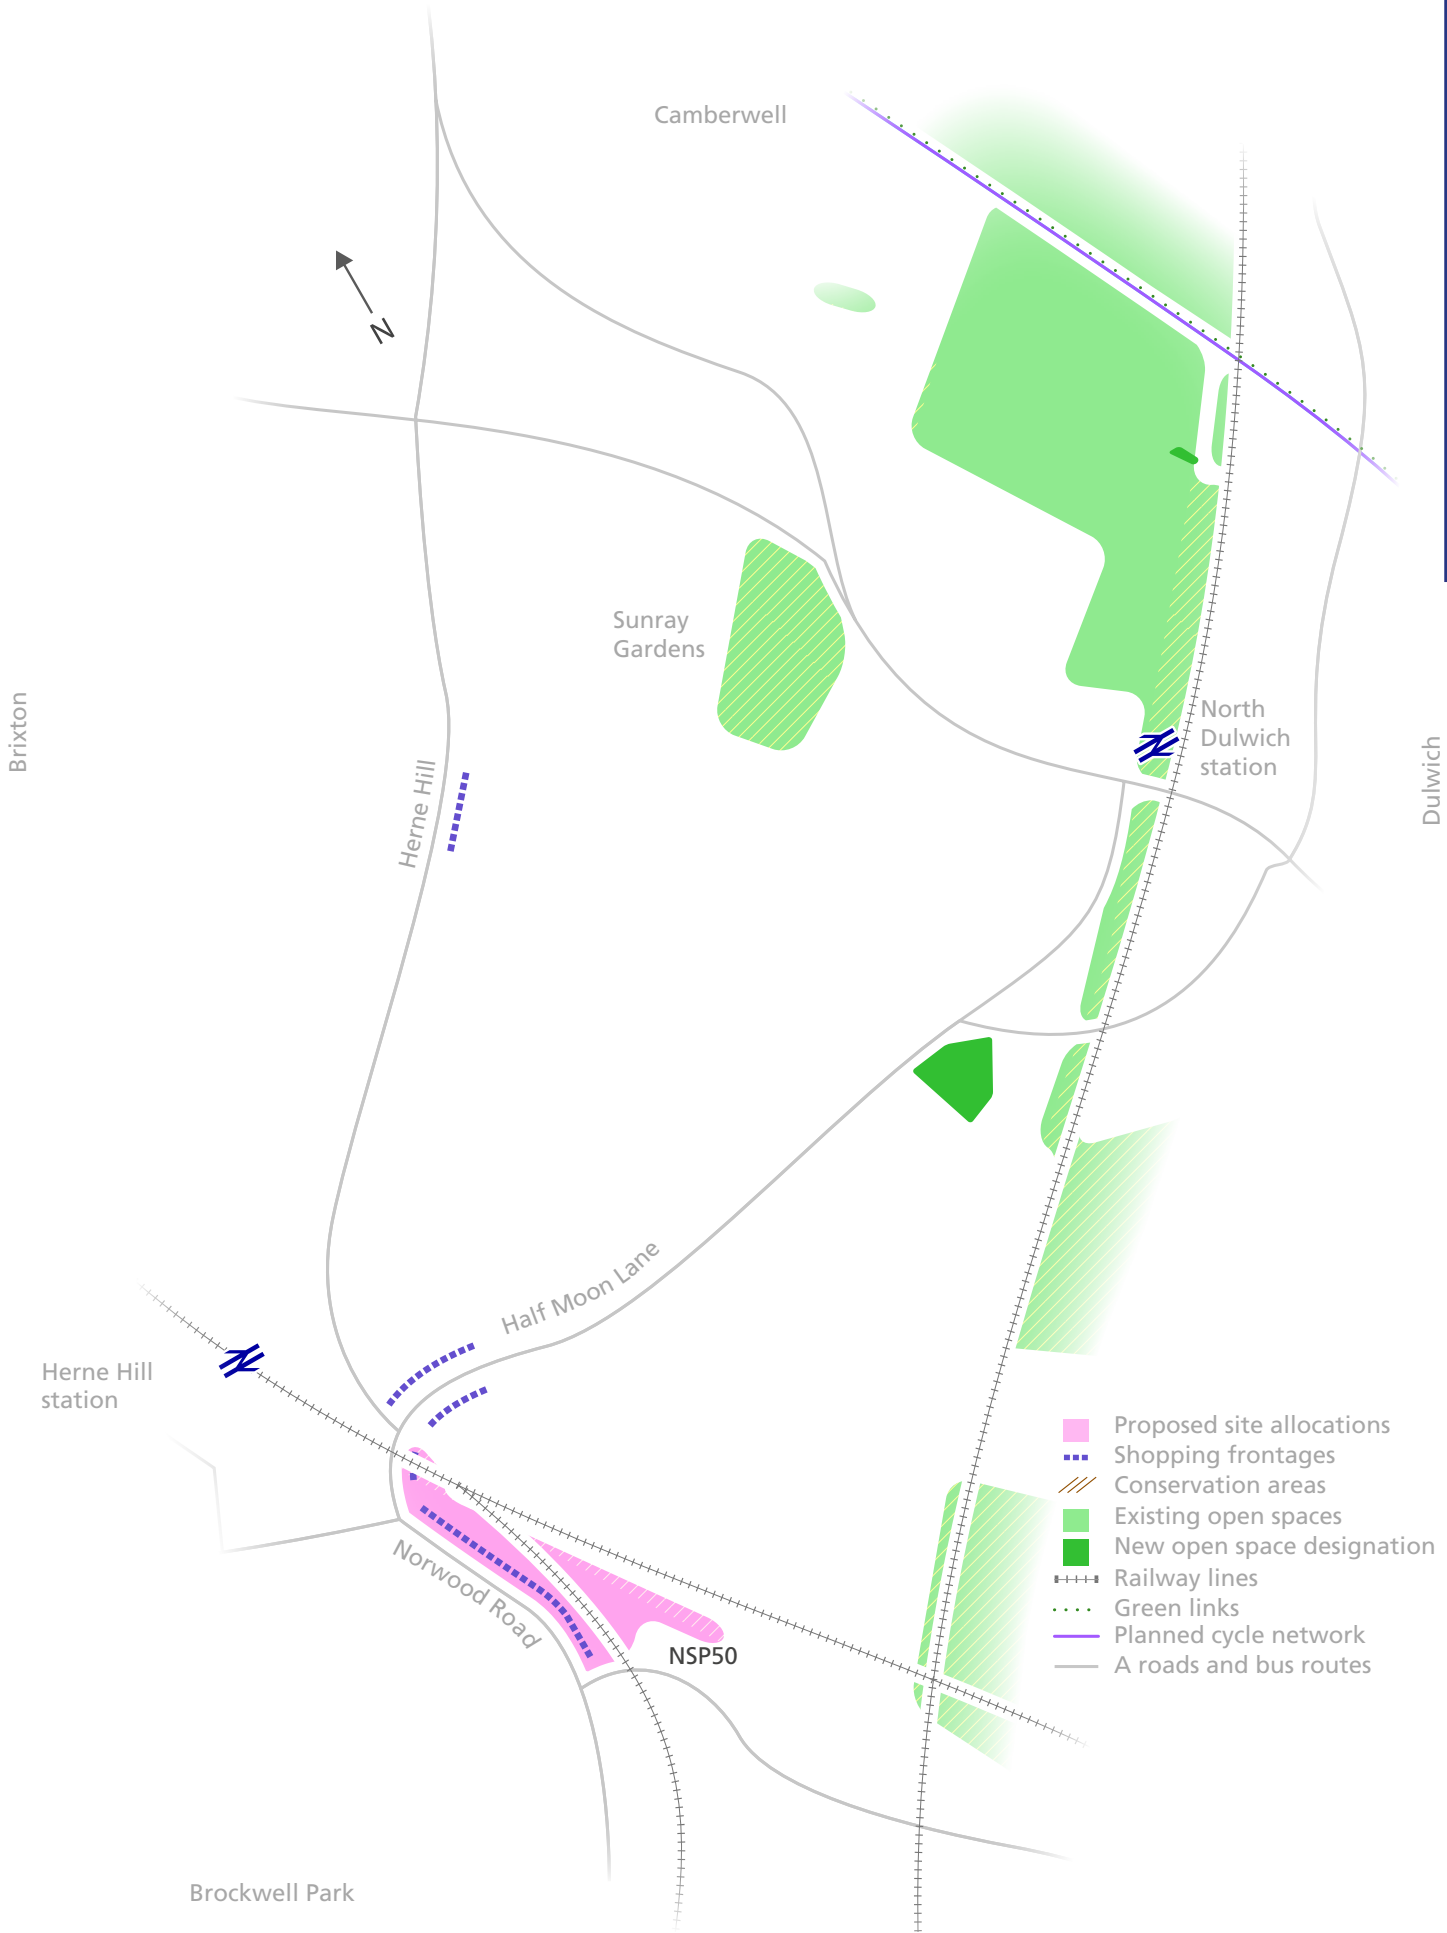 Camberwell
N
Sunray
Gardens
Brixton
North
Dulwich
station
Dulwich
Herne Hill
Half Moon Lane
Herne Hill
station
Proposed site allocations
Shopping frontages
Conservation areas
Existing open spaces
New open space designation
Railway lines
Green links
Planned cycle network
A roads and bus routes
Norwood Road
NSP50
Brockwell Park